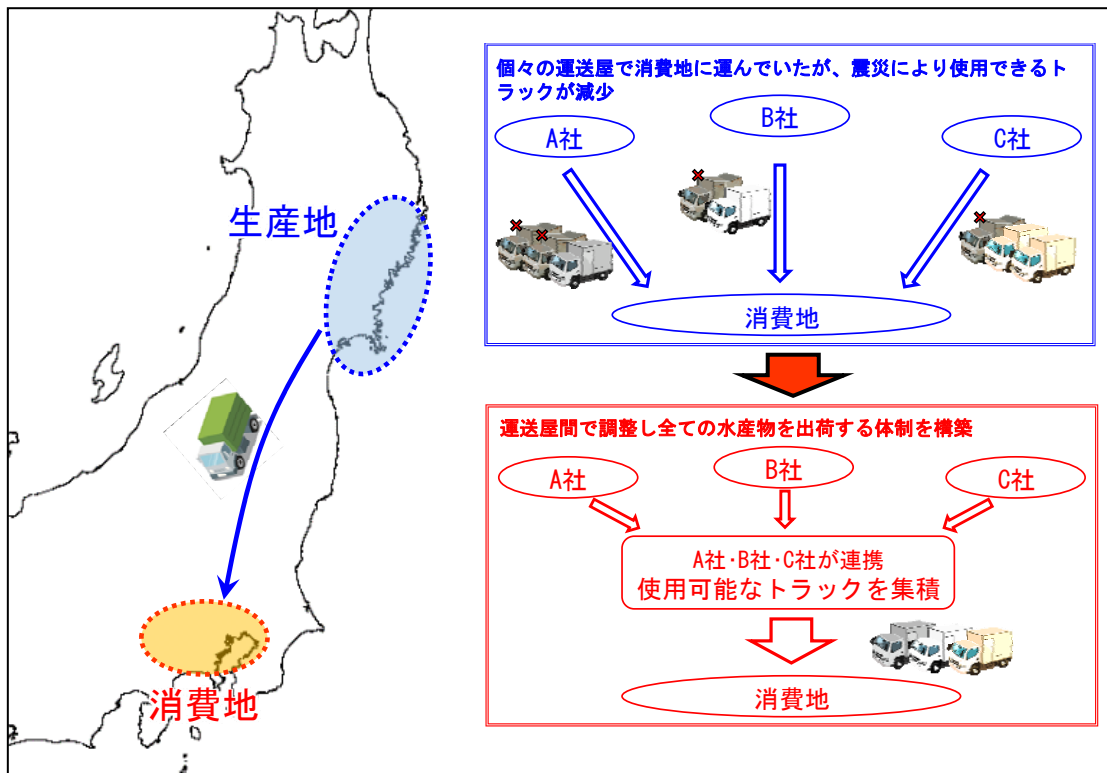 生産地
消費地
個々の運送屋で消費地に運んでいたが、震災により使用できるト
ラックが減少
A社
B社
C社
消費地
運送屋間で調整し全ての水産物を出荷する体制を構築
A社
B社
C社
A社・B社・C社が連携
使用可能なトラックを集積
消費地